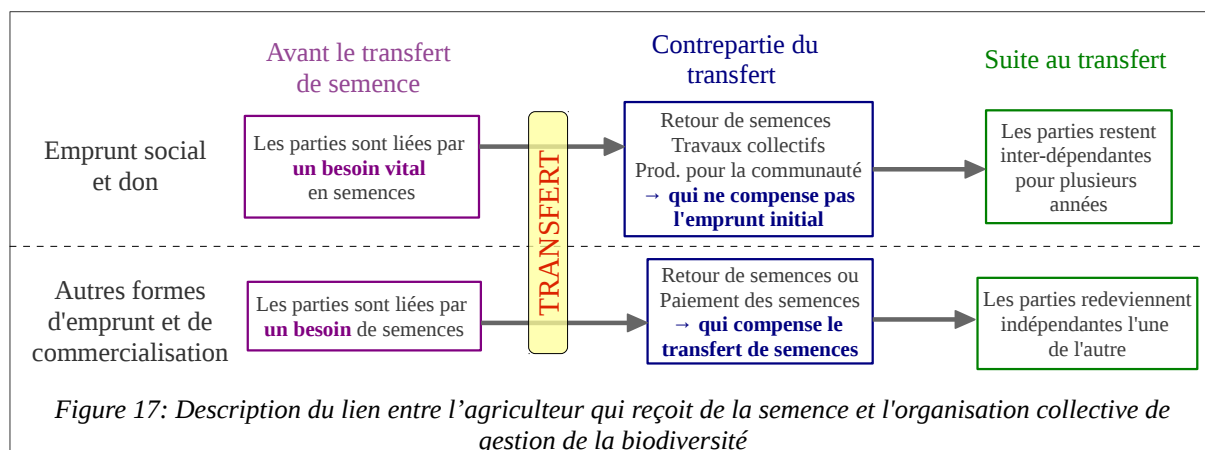 Avant le transfert
de semence
Contrepartie du
transfert
Suite au transfert
Emprunt social
et don
Les parties sont liées par
un besoin vital
en semences
TRANSFERT
Retour de semences
Travaux collectifs
Prod. pour la communauté
→ qui ne compense pas
l'emprunt initial
Les parties restent
inter-dépendantes
pour plusieurs
années
Autres formes
d'emprunt et de
commercialisation
Les parties sont liées par
un besoin de semences
Retour de semences ou
Paiement des semences
→ qui compense le
transfert de semences
Les parties redeviennent
indépendantes l'une
de l'autre
Figure 17: Description du lien entre l’agriculteur qui reçoit de la semence et l'organisation collective de
gestion de la biodiversité